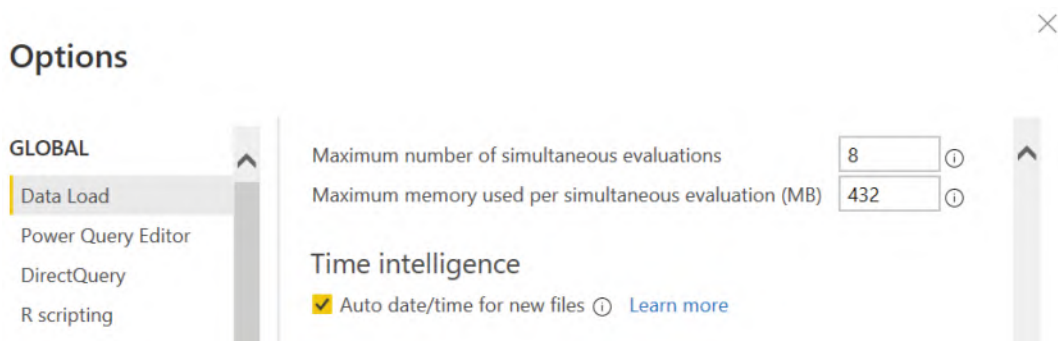 Options
GLOBAL
Data Load
Power Query Editor
DirectQuery
R scripting
Maximum number of simultaneous evaluations 8
Maximum memory used per simultaneous evaluation (MB) 432
Time intelligence
Auto date/time for new files Learn more